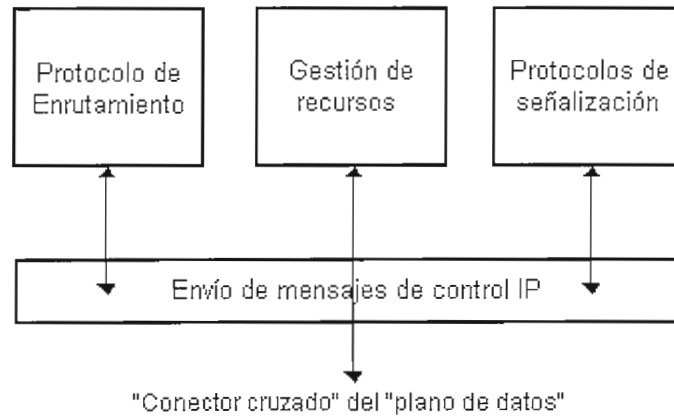 Protocolo de
Enrutamiento
Gestión de
recursos
Protocolos de
señalización
Envío de mensajes de control IP
"Conector cruzado" del "plano de datos"